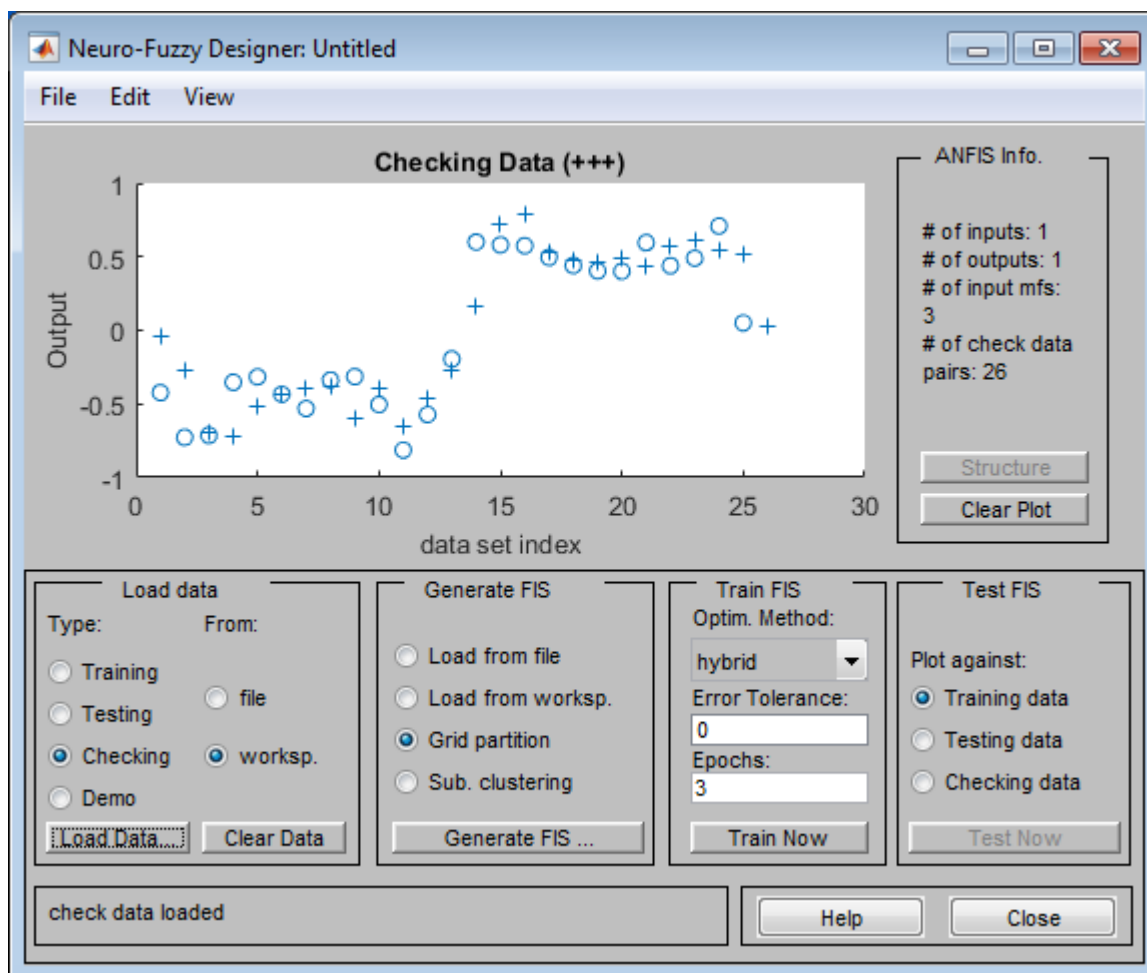 Neuro-Fuzzy Designer: Untitled
File Edit View
Checking Data (+++)
1
0.5
0
-0.5
-1
Output
0 5 10 15 20 25 30
data set index
ANFIS Info.
# of inputs: 1
# of outputs: 1
# of input mfs:
3
# of check data
pairs: 26
Structure
Clear Plot
Load data
Type: From:
Training
Testing
Checking
Demo
file
worksp.
Load Data...
Clear Data
Generate FIS
Load from file
Load from worksp.
Grid partition
Sub. clustering
Generate FIS ...
Train FIS
Optim. Method:
hybrid
Error Tolerance:
0
Epochs:
3
Train Now
Test FIS
Plot against:
Training data
Testing data
Checking data
Test Now
check data loaded
Help
Close